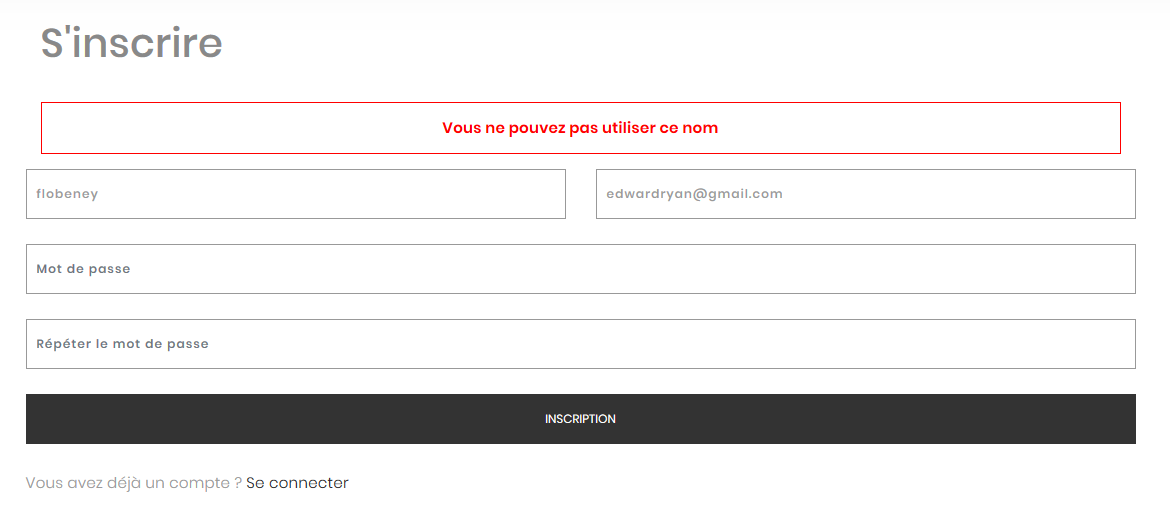 S'inscrire
Vous ne pouvez pas utiliser ce nom
flobeney
edwardryan@gmail.com
Mot de passe
Répéter le mot de passe
INSCRIPTION
Vous avez déjà un compte ? Se connecter